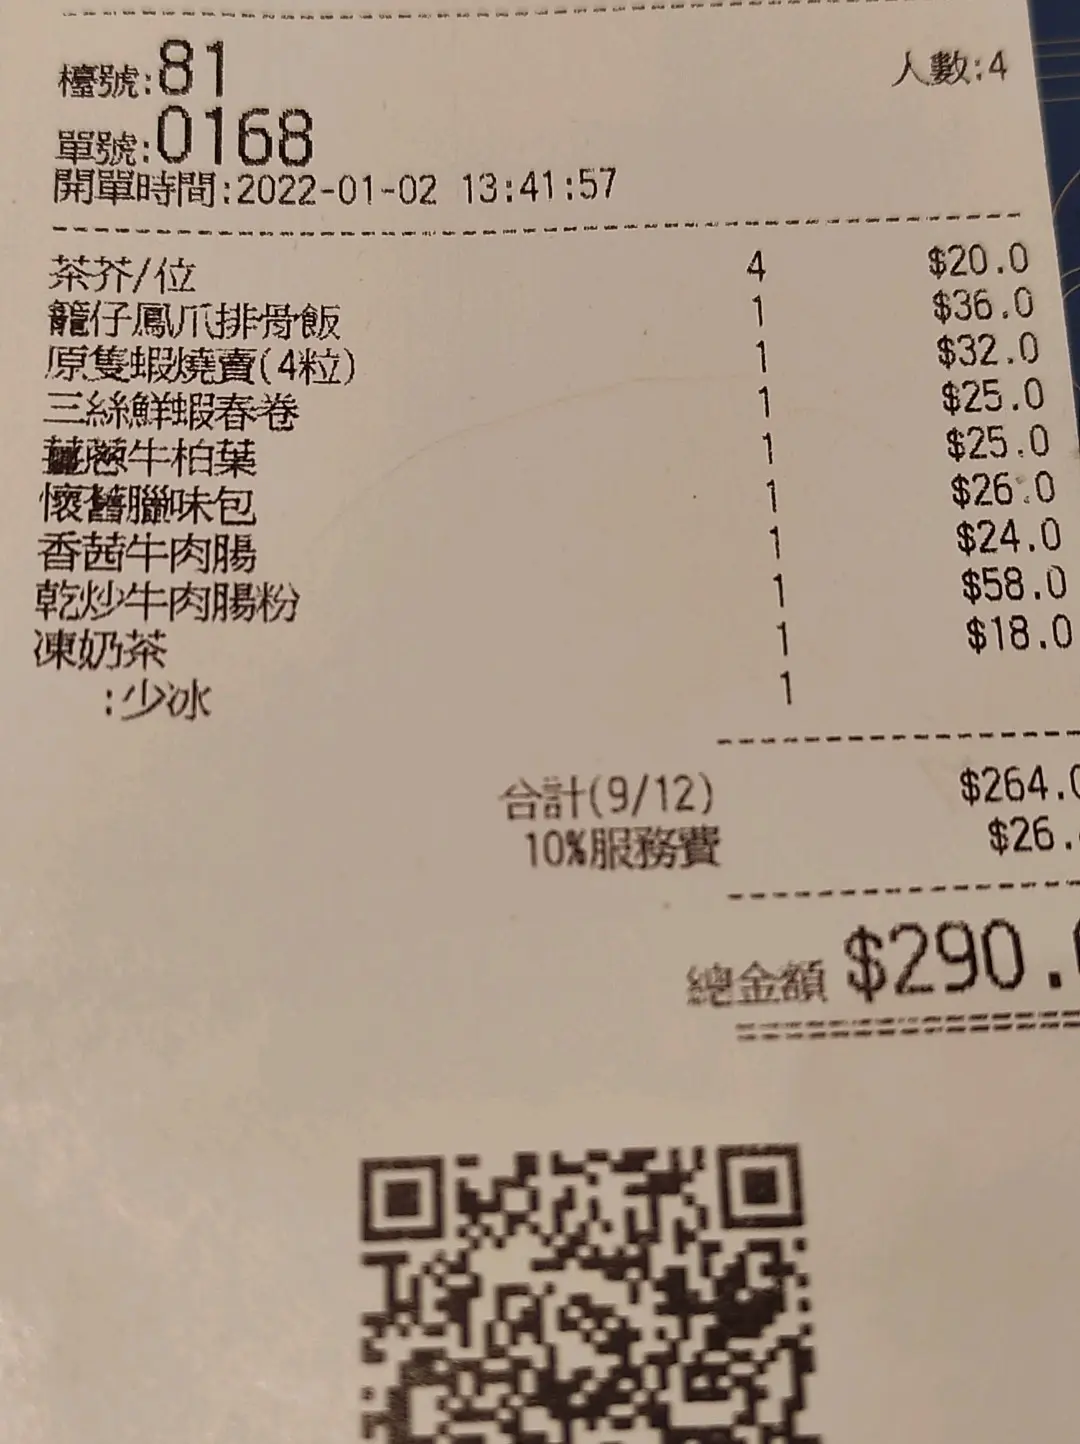 檯號:81
人數:4
單號:0168
開單時間:2022-01-02 13:41:57
茶芥/位 4 $20.0
籠仔鳳爪排骨飯 1 $36.0
原隻蝦燒賣(4粒) 1 $32.0
三絲鮮蝦春卷 1 $25.0
薑蔥牛柏葉 1 $25.0
懷舊臘味包 1 $26.0
香茜牛肉腸 1 $24.0
乾炒牛肉腸粉 1 $58.0
凍奶茶 1 $18.0
:少冰 1
合計(9/12) $264.0
10%服務費 $26.
總金額 $290.